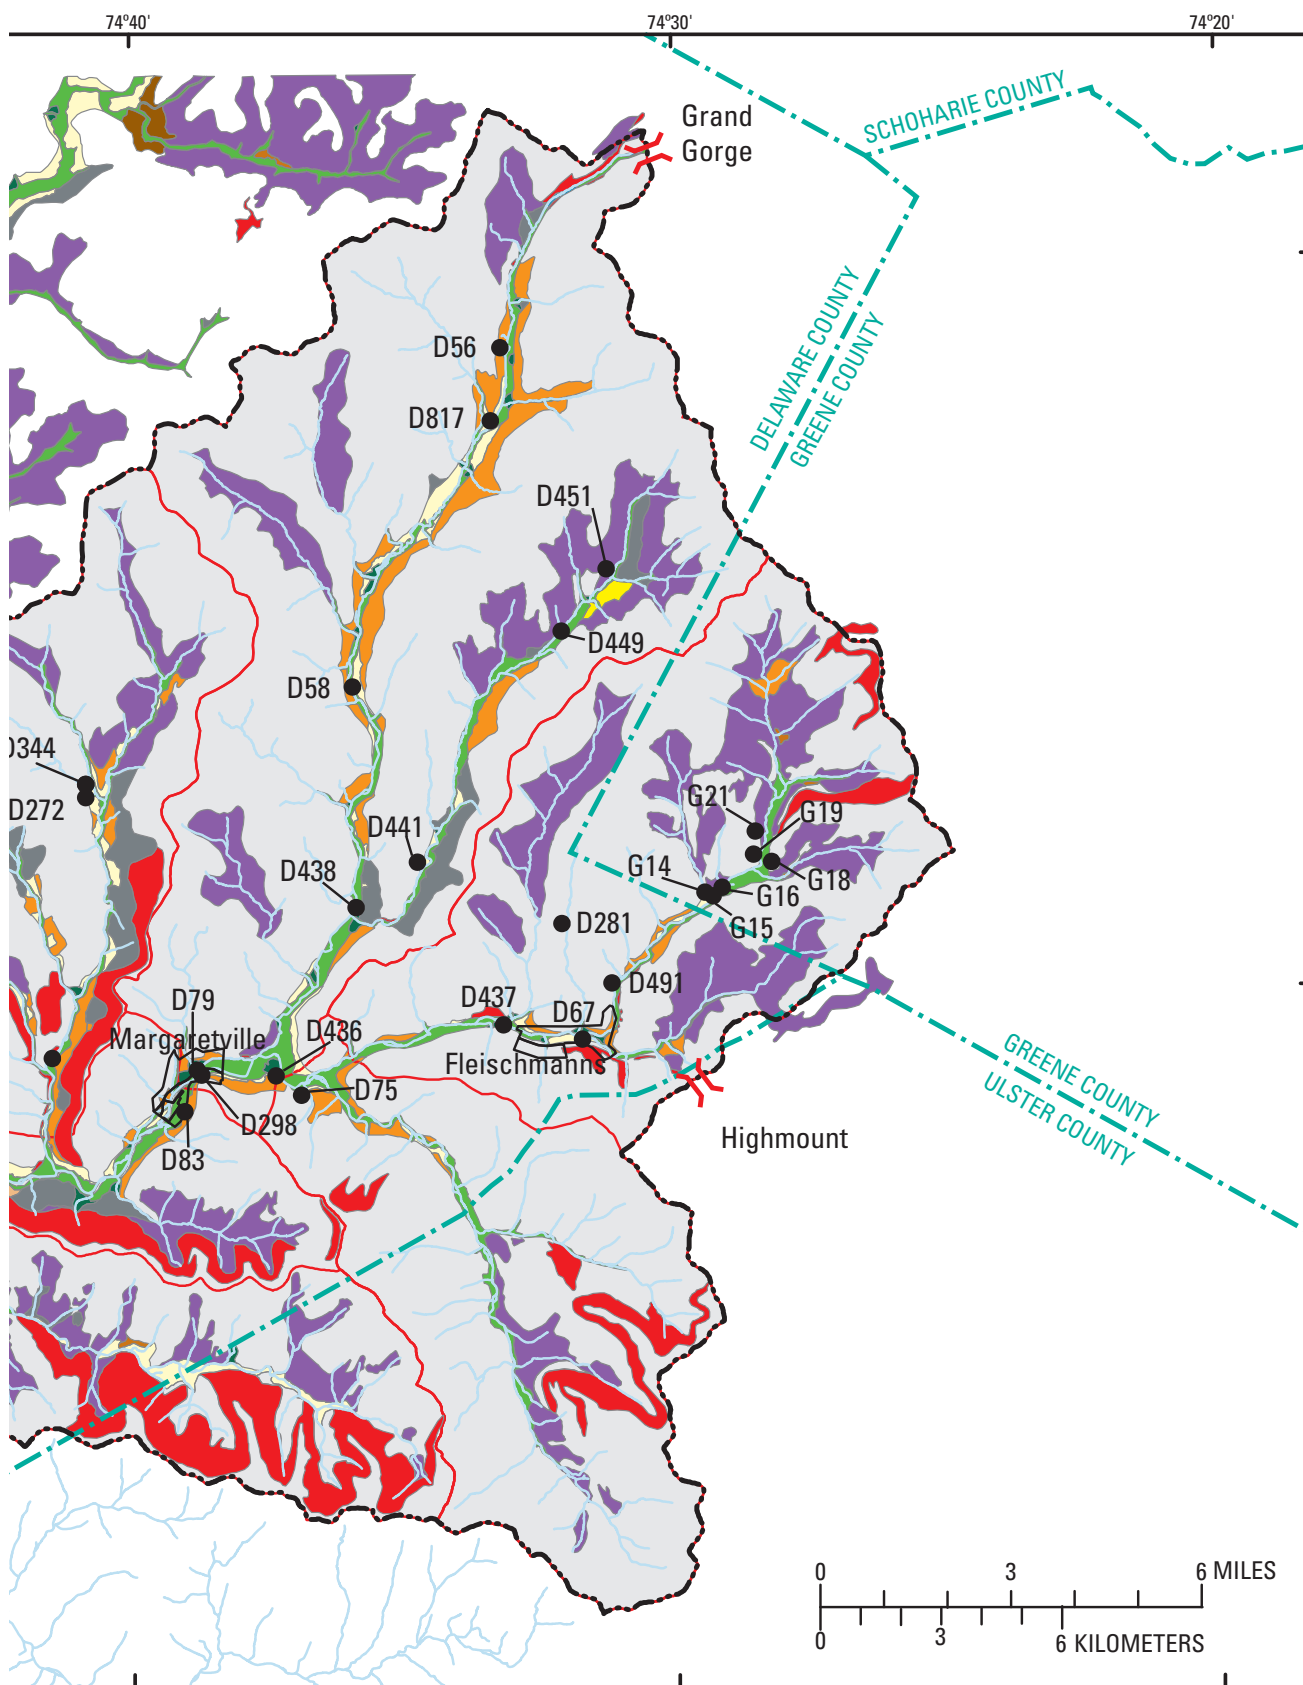 74°40'
74°30'
74°20'
Grand
Gorge
SCHOHARIE COUNTY
DELAWARE COUNTY
GREENE COUNTY
D56
D817
D451
D449
D58
D344
D272
D441
D438
G21
G19
G14
G16
G18
G15
D281
D491
D79
D437
D67
Margaretville
D436
Fleischmanns
D75
D298
D83
GREENE COUNTY
ULSTER COUNTY
Highmount
0 3 6 MILES
0 3 6 KILOMETERS